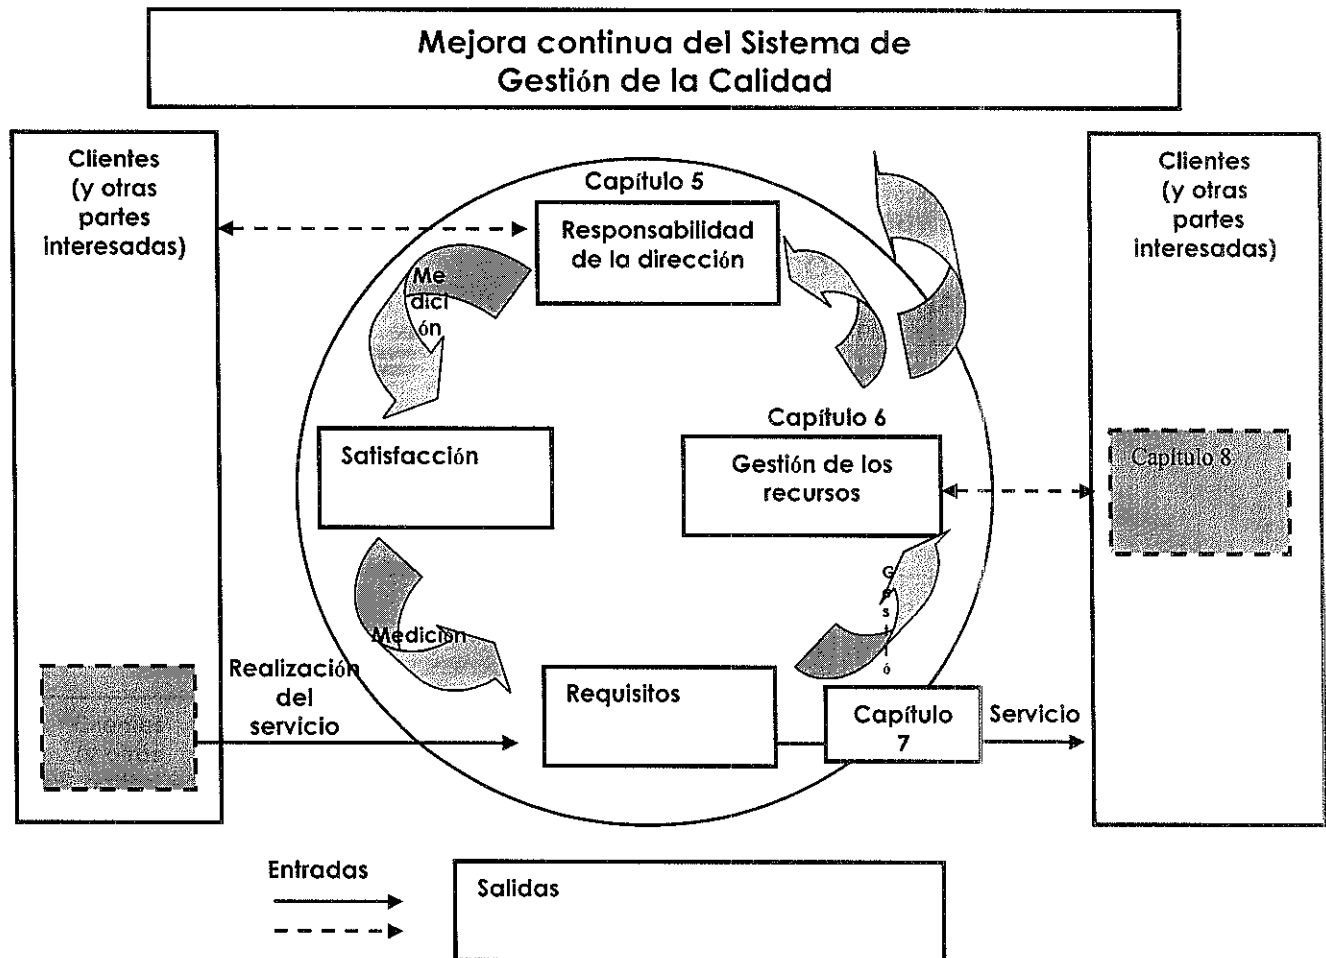 Mejora continua del Sistema de
Gestión de la Calidad
Clientes
(y otras
partes
interesadas)
Clientes
(y otras
partes
interesadas)
Capítulo 5
Responsabilidad
de la dirección
Me
dici
ón
Capítulo 6
Satisfacción
Gestión de los
recursos
Capítulo 8
G
e
s
t
i
ó
Medición
Realización
del
servicio
Requisitos
Capítulo
7
Servicio
Entradas
Salidas